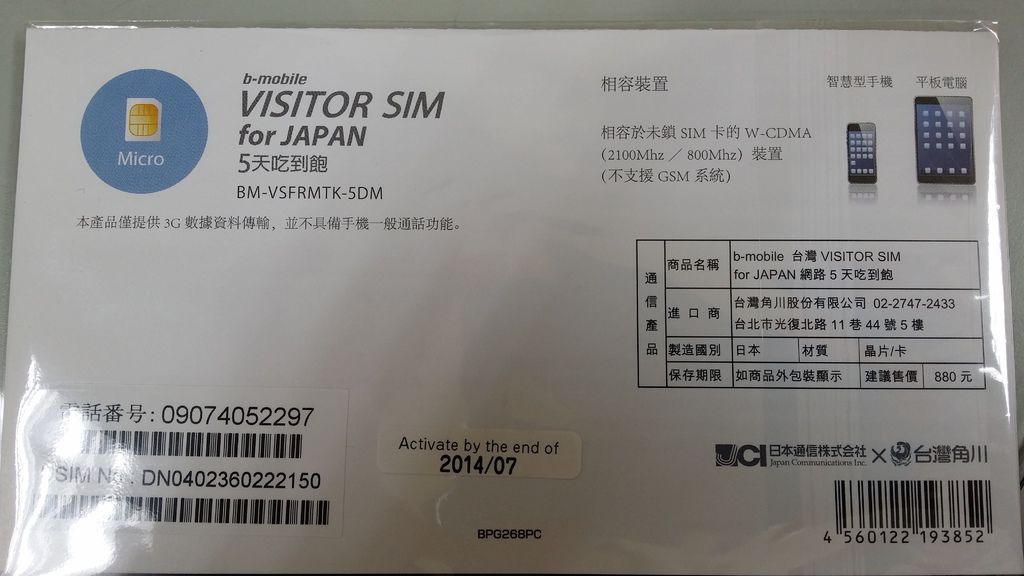 b-mobile
VISITOR SIM
for JAPAN
5天吃到飽
BM-VSFRMTK-5DM
Micro
本產品僅提供 3G 數據資料傳輸，並不具備手機一般通話功能。
相容裝置
智慧型手機 平板電腦
相容於未鎖 SIM 卡的 W-CDMA
(2100Mhz ／ 800Mhz) 裝置
(不支援 GSM 系統)
通信產品
商品名稱 b-mobile 台灣 VISITOR SIM
for JAPAN 網路 5 天吃到飽
進口商 台灣角川股份有限公司 02-2747-2433
台北市光復北路 11 巷 44 號 5 樓
製造國別 日本 材質 晶片/卡
保存期限 如商品外包裝顯示 建議售價 880 元
電話番号: 09074052297
SIM No.: DN0402360222150
Activate by the end of
2014/07
BPG268PC
JCI 日本通信株式会社 × 台灣角川
Japan Communications Inc.
4 560122 193852